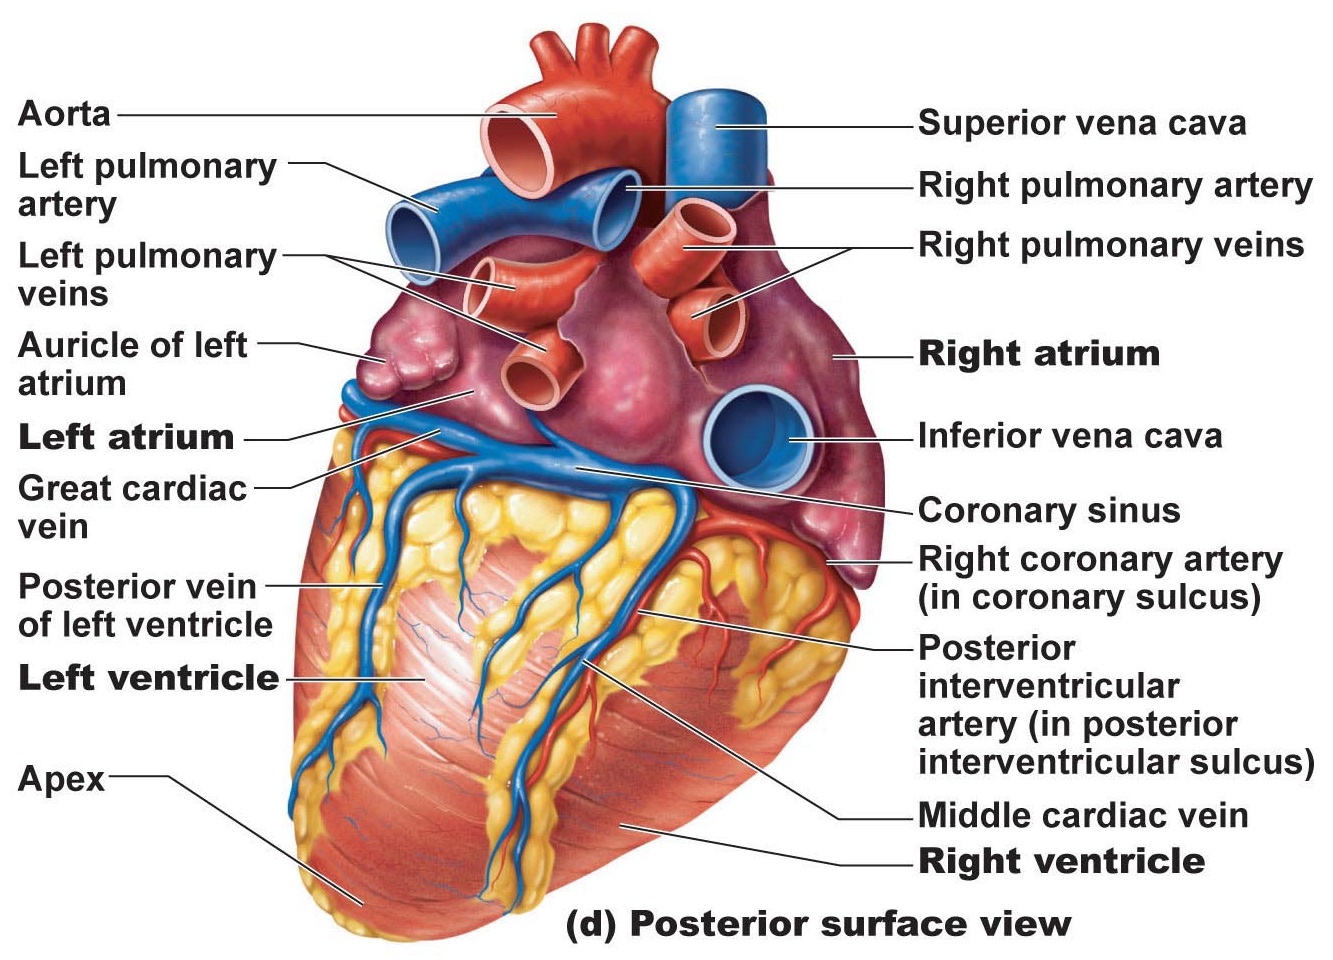 Aorta
Left pulmonary
artery
Left pulmonary
veins
Auricle of left
atrium
Left atrium
Great cardiac
vein
Posterior vein
of left ventricle
Left ventricle
Apex
Superior vena cava
Right pulmonary artery
Right pulmonary veins
Right atrium
Inferior vena cava
Coronary sinus
Right coronary artery
(in coronary sulcus)
Posterior
interventricular
artery (in posterior
interventricular sulcus)
Middle cardiac vein
Right ventricle
(d) Posterior surface view